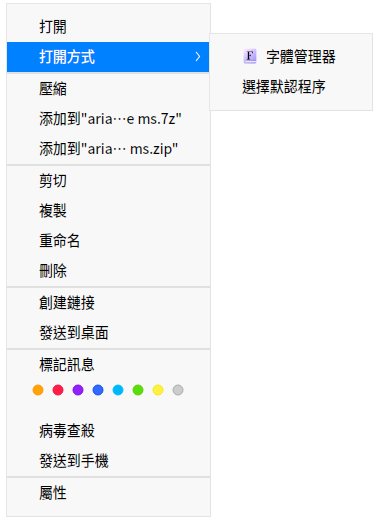 打開
打開方式
字體管理器
選擇默認程序
壓縮
添加到"aria⋯e ms.7z"
添加到"aria⋯ ms.zip"
剪切
複製
重命名
刪除
創建鏈接
發送到桌面
標記訊息
病毒查殺
發送到手機
屬性